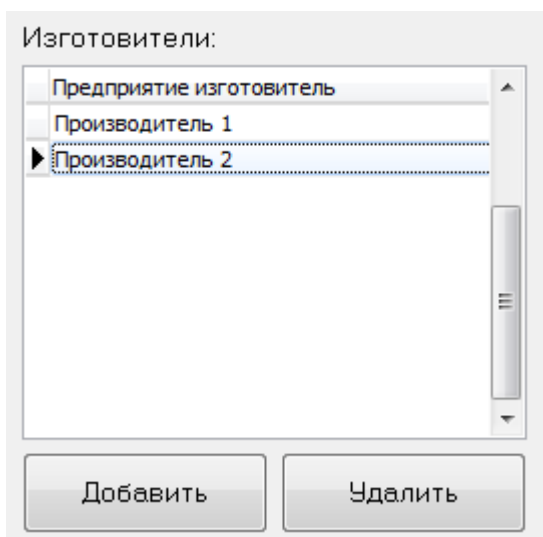 Изготовители:
Предприятие изготовитель
Производитель 1
Производитель 2
Добавить Удалить